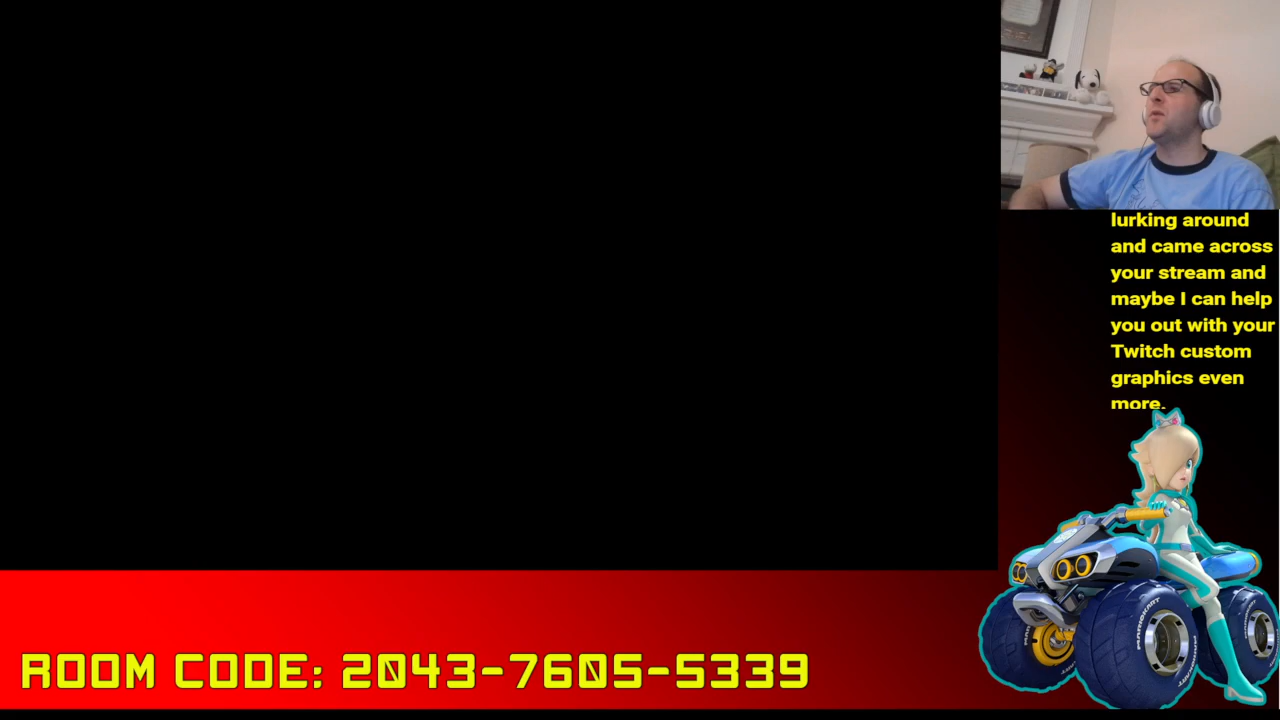 lurking around
and came across
your stream and
maybe I can help
you out with your
Twitch custom
graphics even
more.
MARIOKART
ROOM CODE: 2043-7605-5339